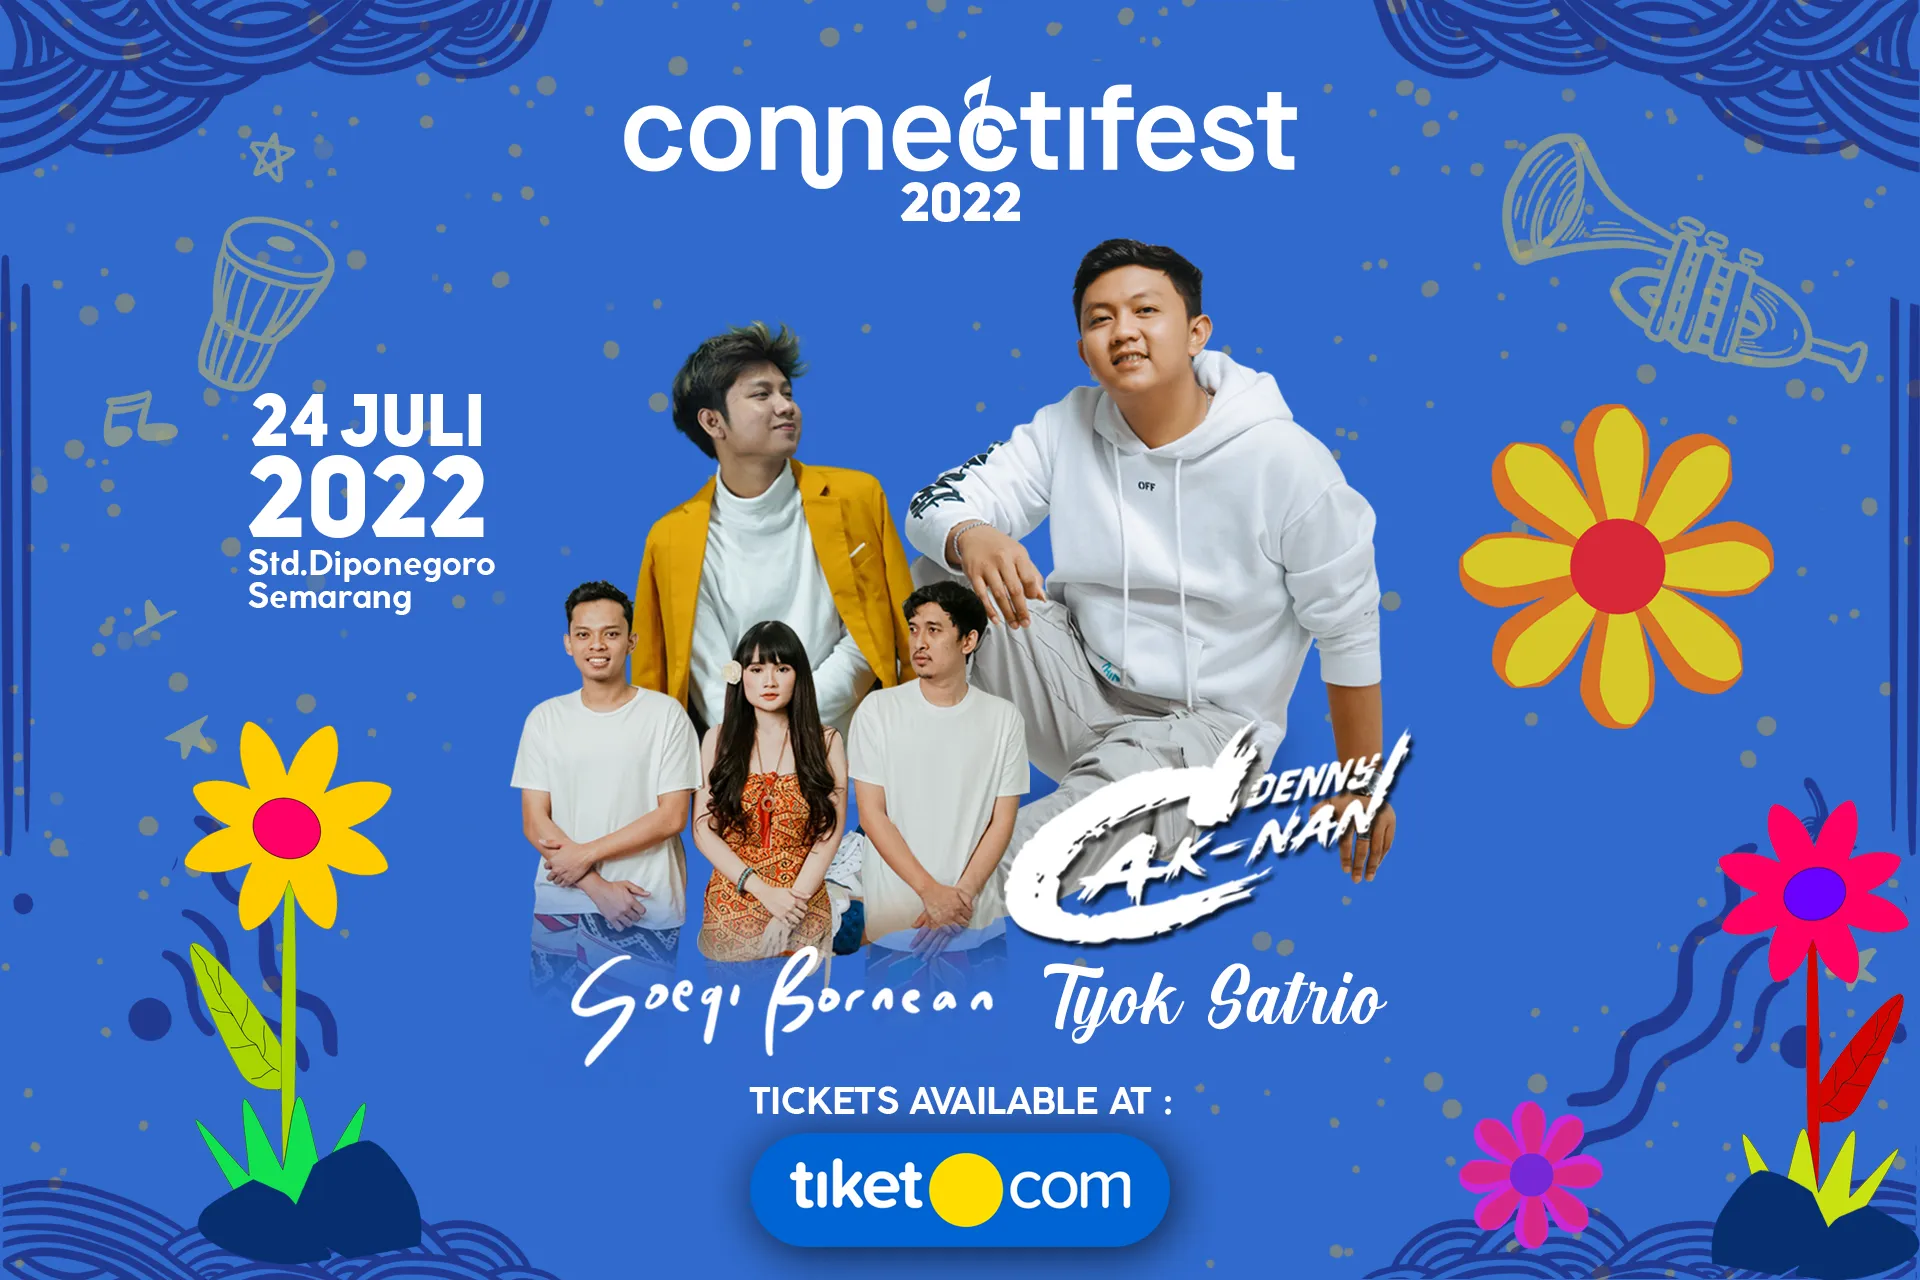 connectifest
2022
24 JULI
2022
Std.Diponegoro
Semarang
OFF
DENNY
CAK-NAN
Soegi Bornean
Tyok Satrio
TICKETS AVAILABLE AT :
tiket.com